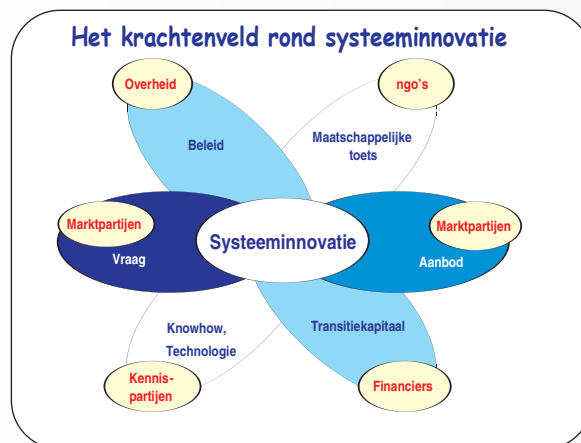 Het krachtenveld rond systeeminnovatie
Overheid
ngo's
Beleid
Maatschappelijke
toets
Marktpartijen
Vraag
Systeeminnovatie
Marktpartijen
Aanbod
Knowhow,
Technologie
Transitiekapitaal
Kennis-
partijen
Financiers